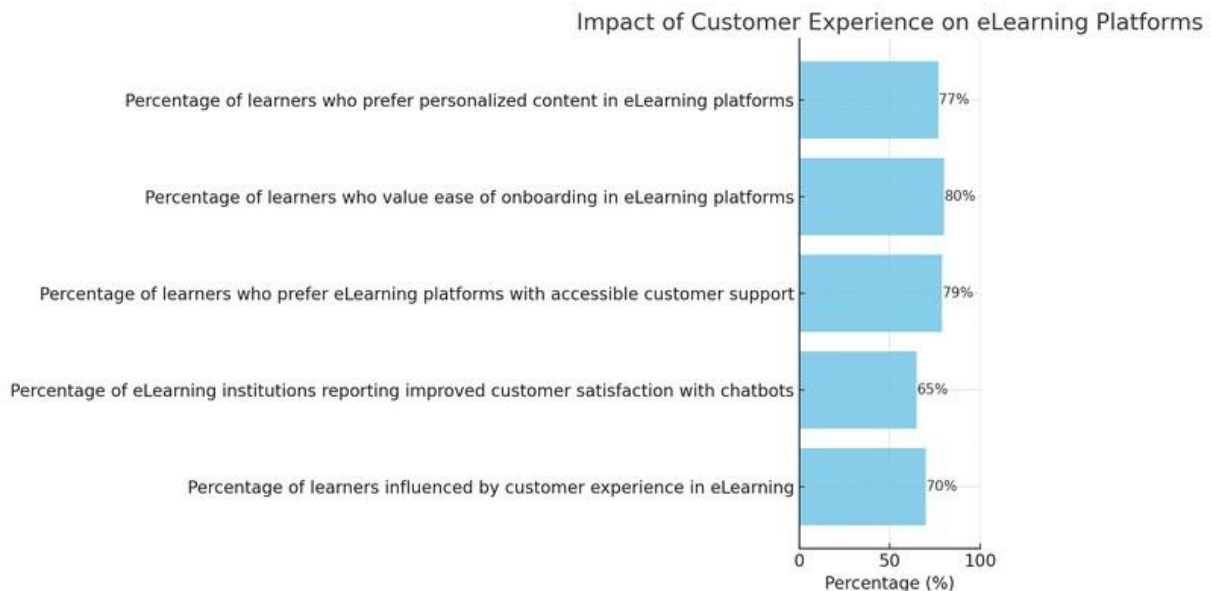 Impact of Customer Experience on eLearning Platforms
Percentage of learners who prefer personalized content in eLearning platforms
77%
Percentage of learners who value ease of onboarding in eLearning platforms
80%
Percentage of learners who prefer eLearning platforms with accessible customer support
79%
Percentage of eLearning institutions reporting improved customer satisfaction with chatbots
65%
Percentage of learners influenced by customer experience in eLearning
70%
0 50 100
Percentage (%)